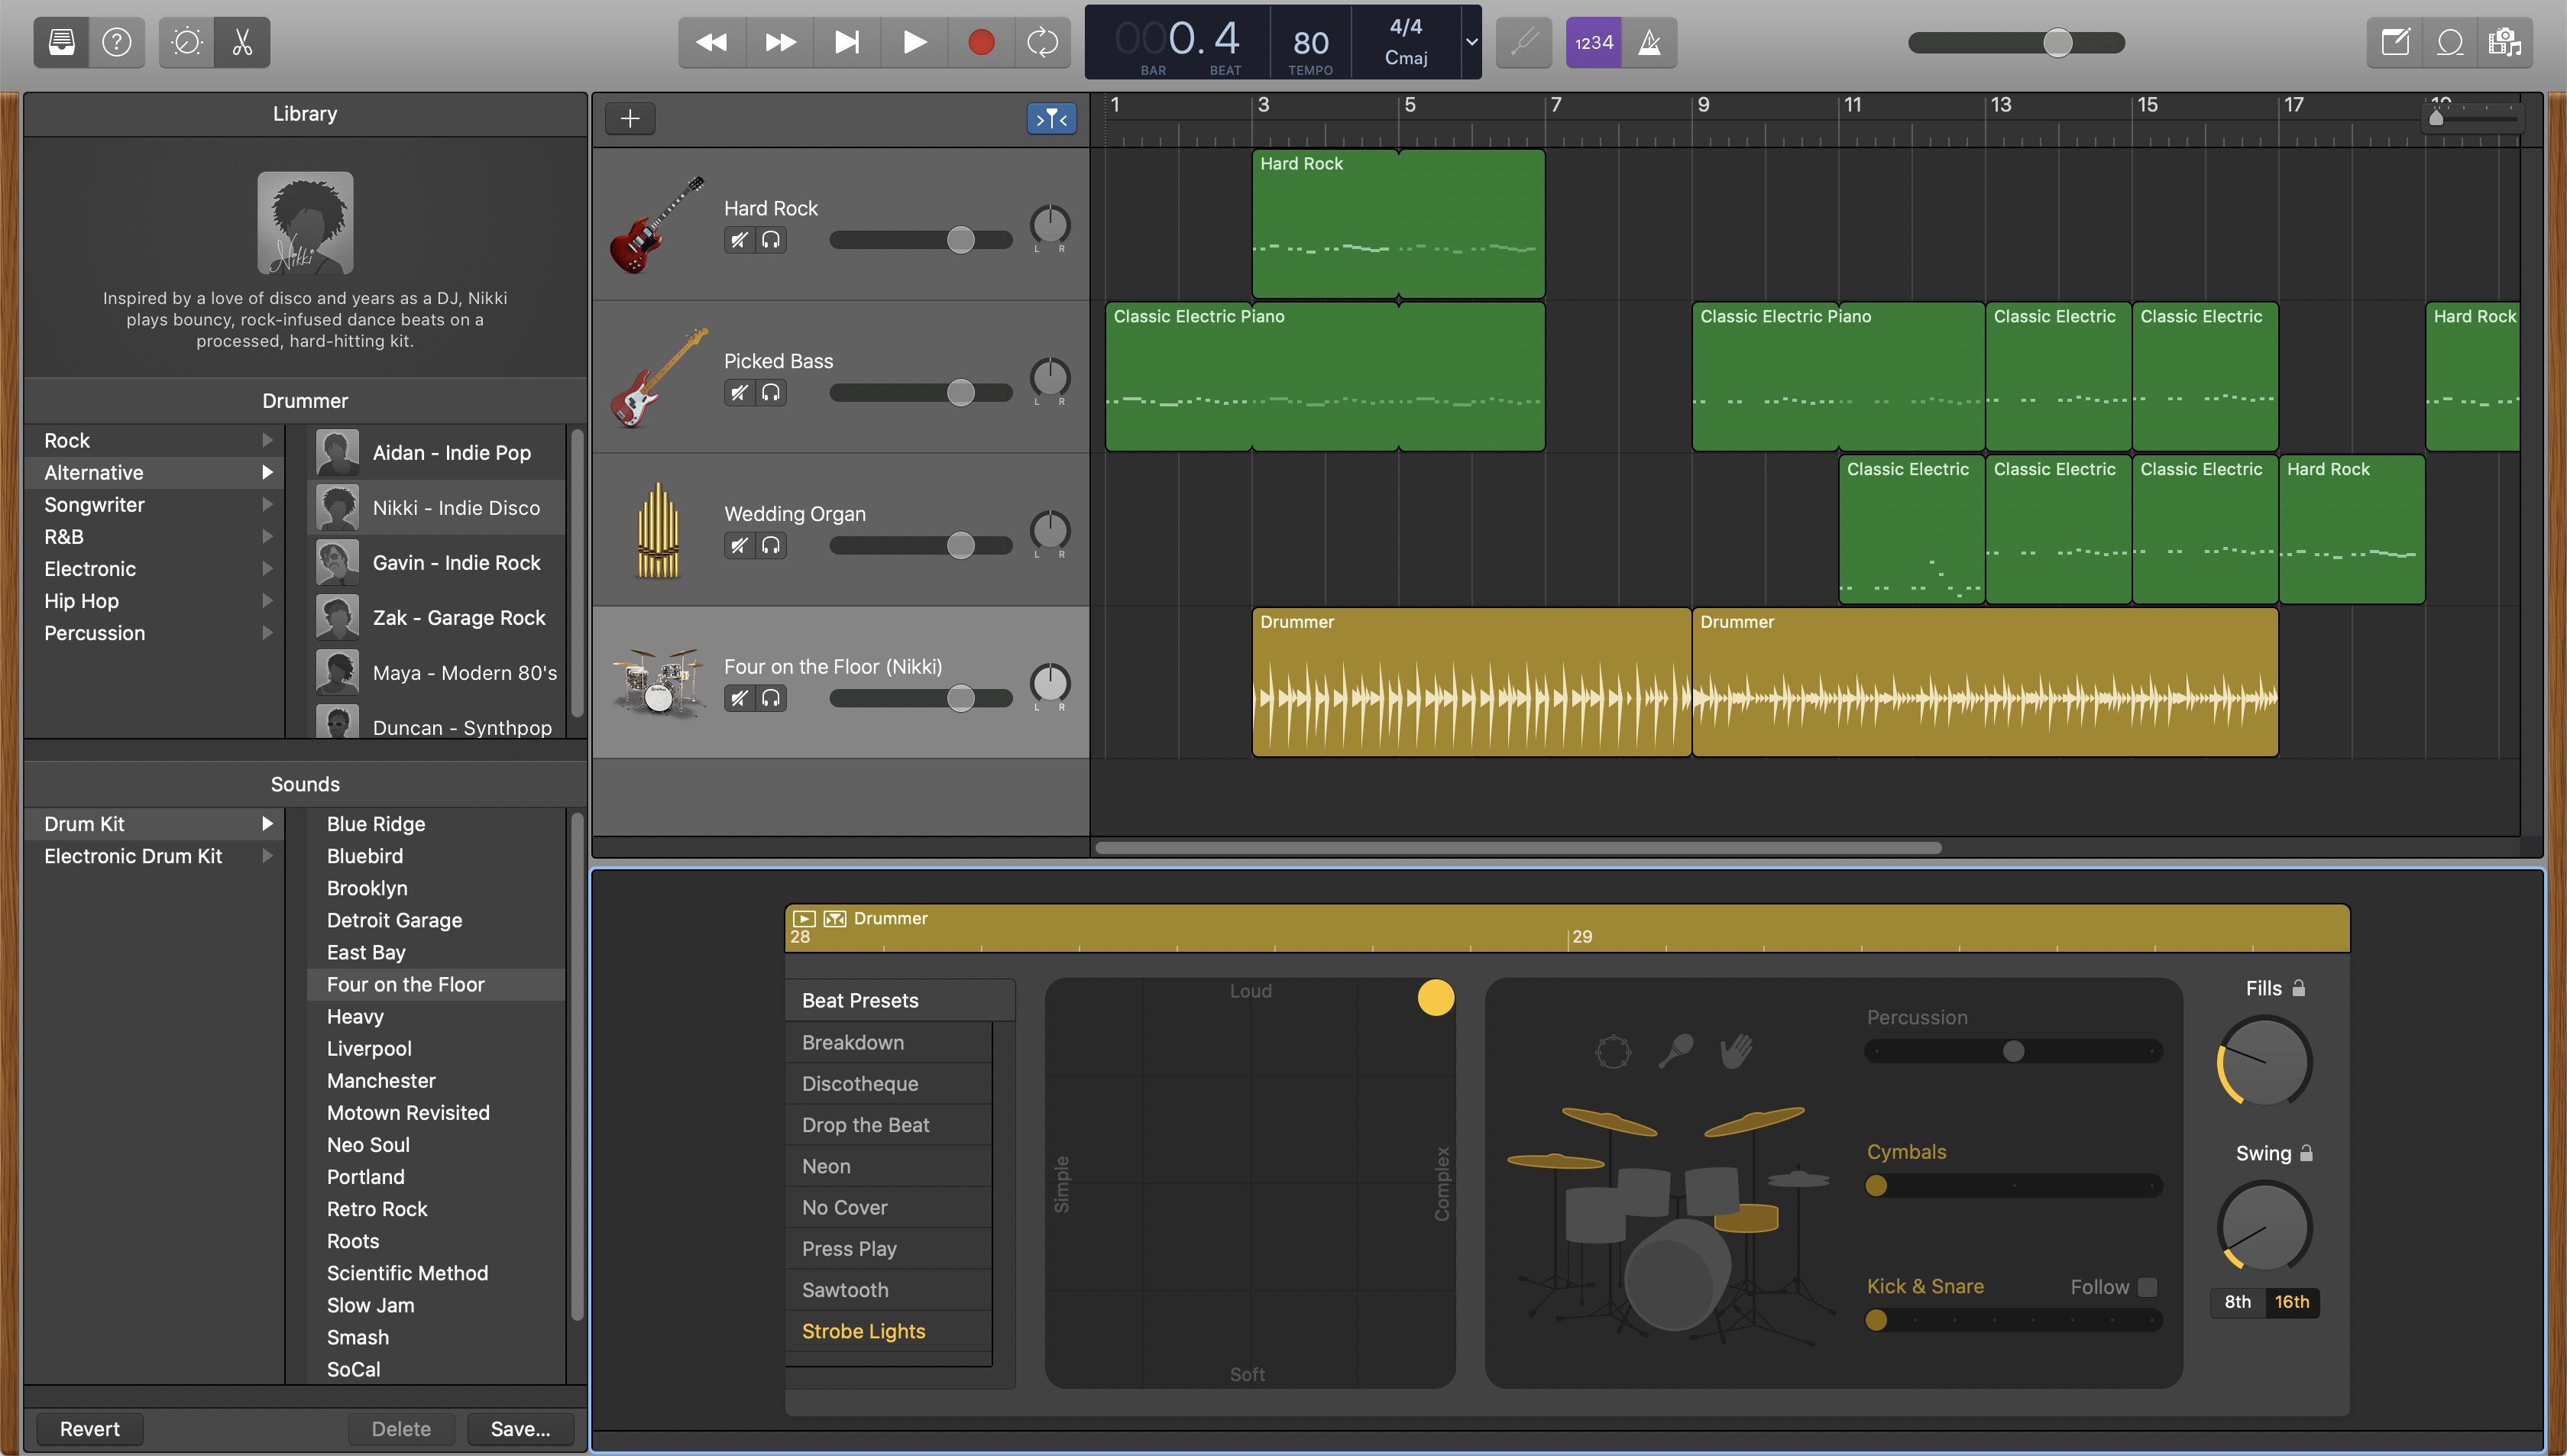 000.4
BAR
BEAT
80
TEMPO
4/4
Cmaj
1234
Library
Nikki
Inspired by a love of disco and years as a DJ, Nikki
plays bouncy, rock-infused dance beats on a
processed, hard-hitting kit.
Drummer
Rock
Alternative
Songwriter
R&B
Electronic
Hip Hop
Percussion
Aidan - Indie Pop
Nikki - Indie Disco
Gavin - Indie Rock
Zak - Garage Rock
Maya - Modern 80's
Duncan - Synthpop
Sounds
Drum Kit
Electronic Drum Kit
Blue Ridge
Bluebird
Brooklyn
Detroit Garage
East Bay
Four on the Floor
Heavy
Liverpool
Manchester
Motown Revisited
Neo Soul
Portland
Retro Rock
Roots
Scientific Method
Slow Jam
Smash
SoCal
Revert
Delete
Save...
1 3 5 7 9 11 13 15 17
Hard Rock
L R
Hard Rock
Picked Bass
L R
Classic Electric Piano
Classic Electric Piano
Classic Electric
Classic Electric
Hard Rock
Wedding Organ
L R
Classic Electric
Classic Electric
Classic Electric
Hard Rock
Four on the Floor (Nikki)
L R
Drummer
Drummer
Drummer
28 29
Beat Presets
Breakdown
Discotheque
Drop the Beat
Neon
No Cover
Press Play
Sawtooth
Strobe Lights
Loud
Simple
Complex
Soft
Percussion
Cymbals
Kick & Snare
Follow
Fills
Swing
8th
16th